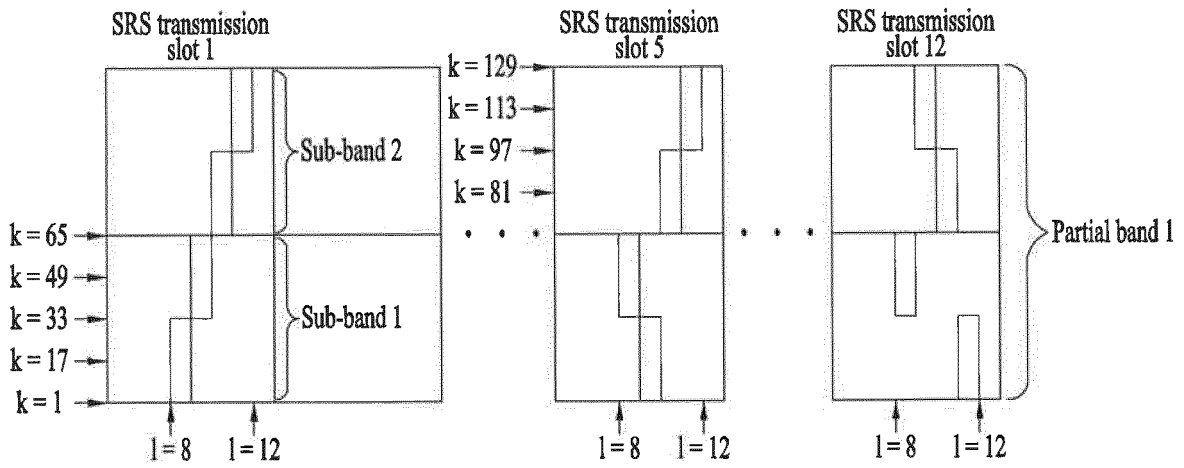 SRS transmission
slot 1
SRS transmission
slot 5
SRS transmission
slot 12
k = 129
k = 113
k = 97
k = 81
Sub-band 2
k = 65
k = 49
k = 33
k = 17
k = 1
Sub-band 1
Partial band 1
l = 8
l = 12
l = 8
l = 12
l = 8
l = 12